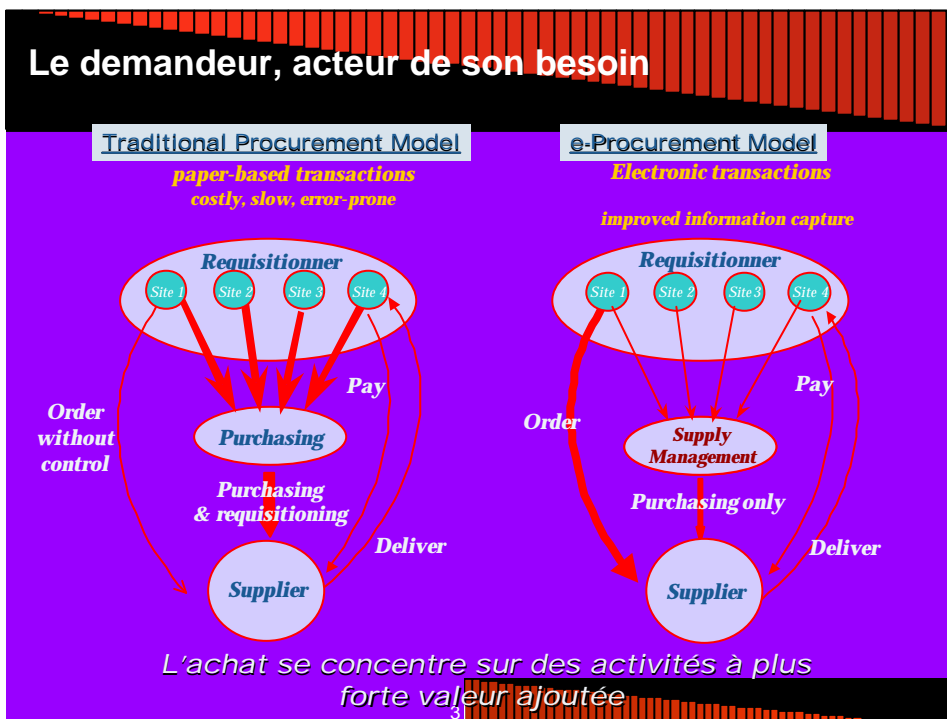 Le demandeur, acteur de son besoin
Traditional Procurement Model
paper-based transactions
costly, slow, error-prone
Requisitionner
Site 1
Site 2
Site 3
Site 4
Pay
Order
without
control
Purchasing
Purchasing
& requisitioning
Deliver
Supplier
e-Procurement Model
Electronic transactions
improved information capture
Requisitionner
Site 1
Site 2
Site 3
Site 4
Pay
Order
Supply
Management
Purchasing only
Deliver
Supplier
L'achat se concentre sur des activités à plus
forte valeur ajoutée
3